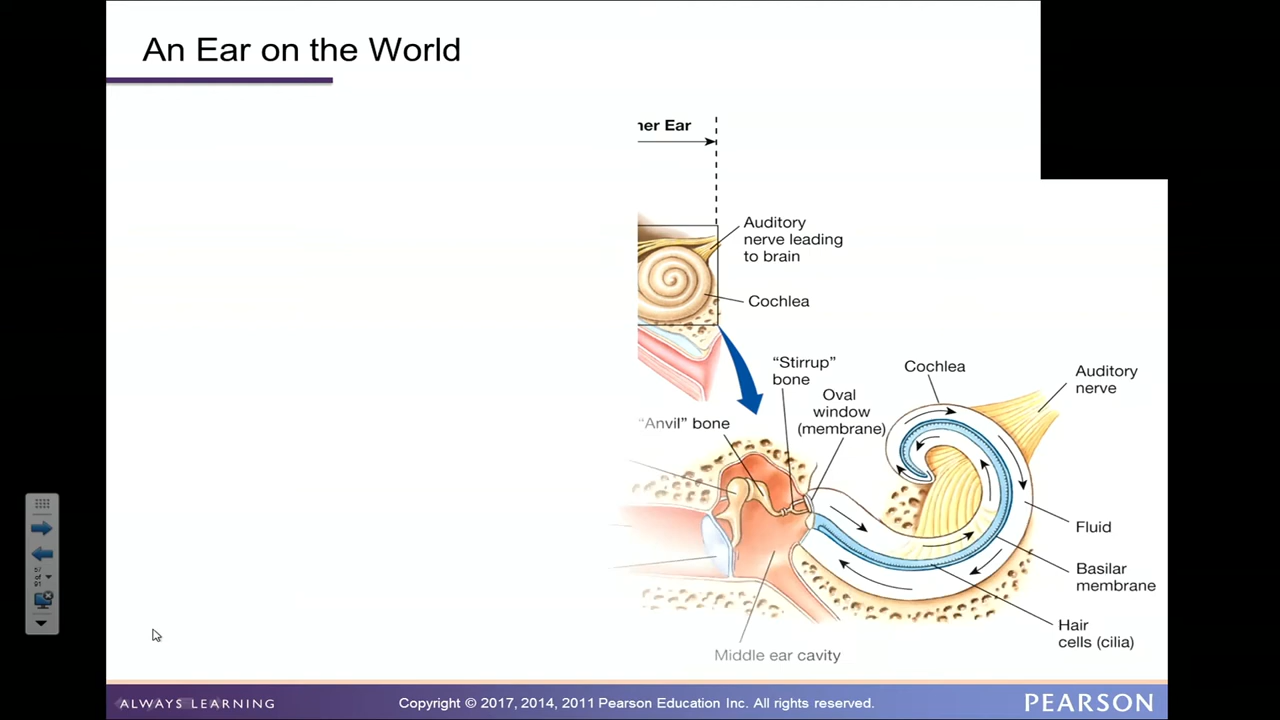 An Ear on the World
ner Ear
Auditory
nerve leading
to brain
Cochlea
“Stirrup”
bone
Oval
window
(membrane)
Cochlea
Auditory
nerve
“Anvil” bone
Fluid
Basilar
membrane
Hair
cells (cilia)
Middle ear cavity
ALWAYS LEARNING
Copyright © 2017, 2014, 2011 Pearson Education Inc. All rights reserved.
PEARSON